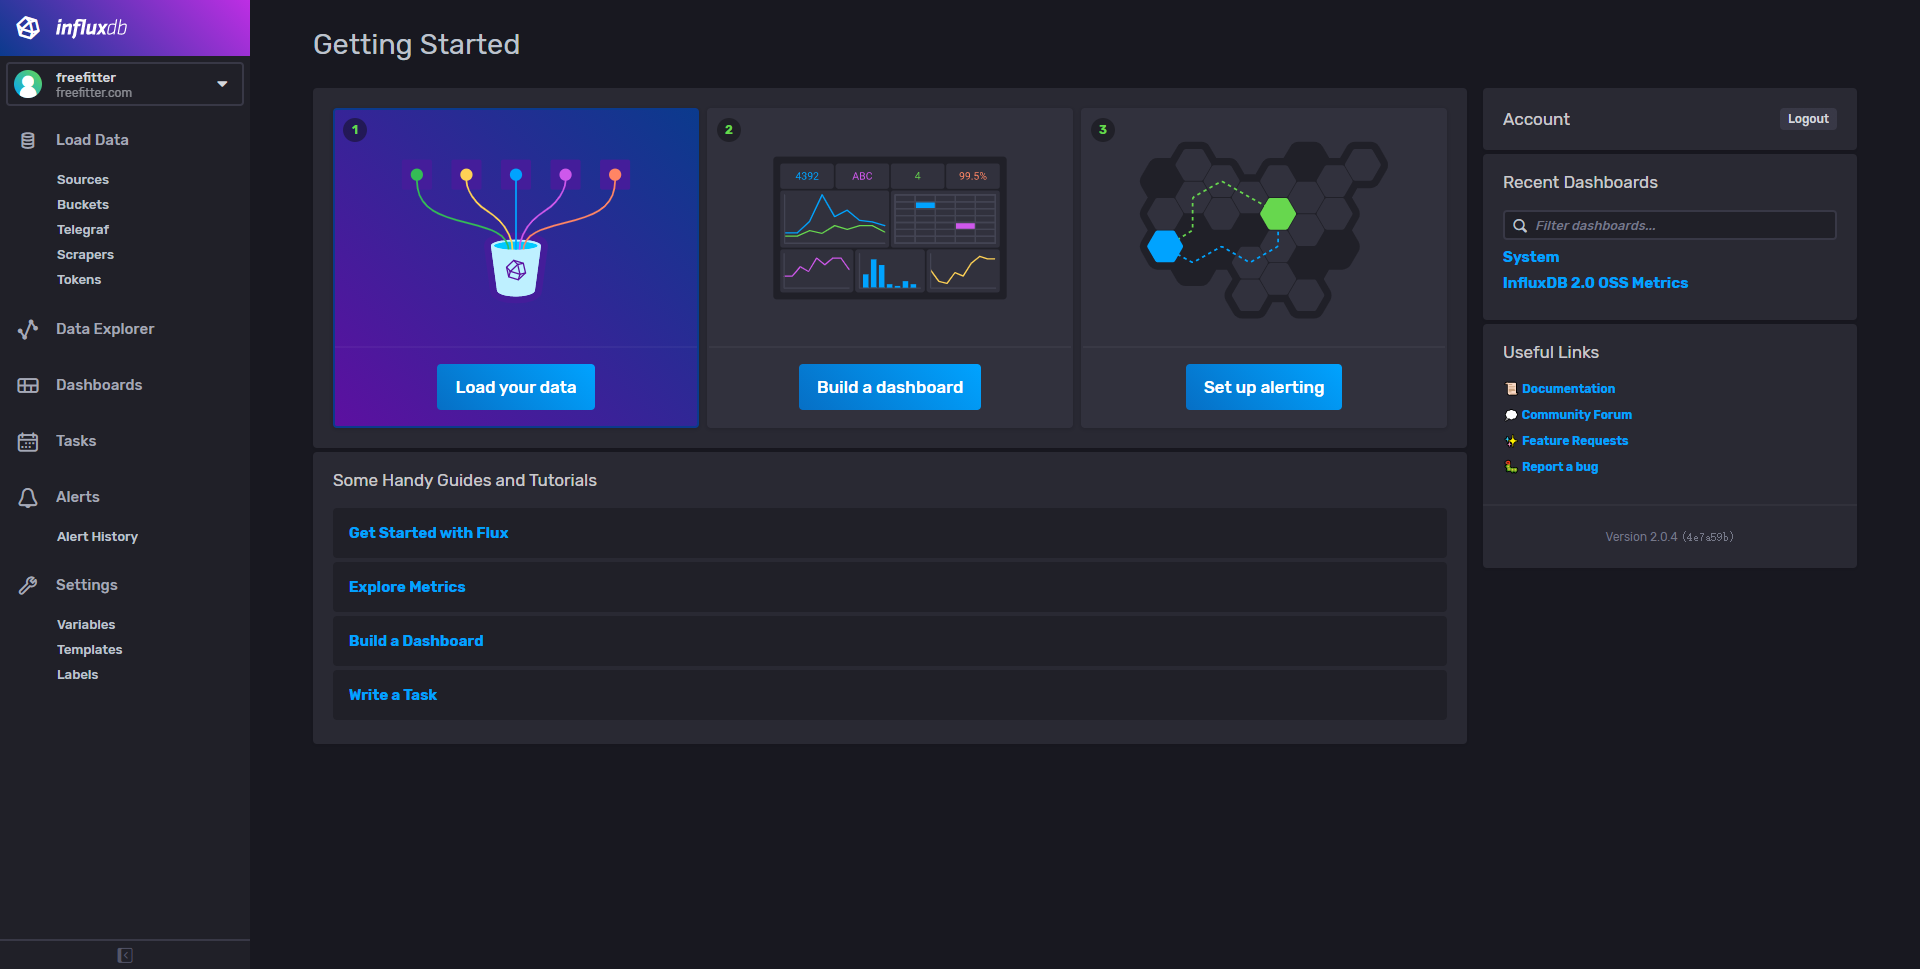 influxdb
freefitter
freefitter.com
Load Data
Sources
Buckets
Telegraf
Scrapers
Tokens
Data Explorer
Dashboards
Tasks
Alerts
Alert History
Settings
Variables
Templates
Labels
Getting Started
1
Load your data
2
4392 ABC 4 99.5%
Build a dashboard
3
Set up alerting
Some Handy Guides and Tutorials
Get Started with Flux
Explore Metrics
Build a Dashboard
Write a Task
Account Logout
Recent Dashboards
Filter dashboards...
System
InfluxDB 2.0 OSS Metrics
Useful Links
Documentation
Community Forum
Feature Requests
Report a bug
Version 2.0.4 (4e7a59b)